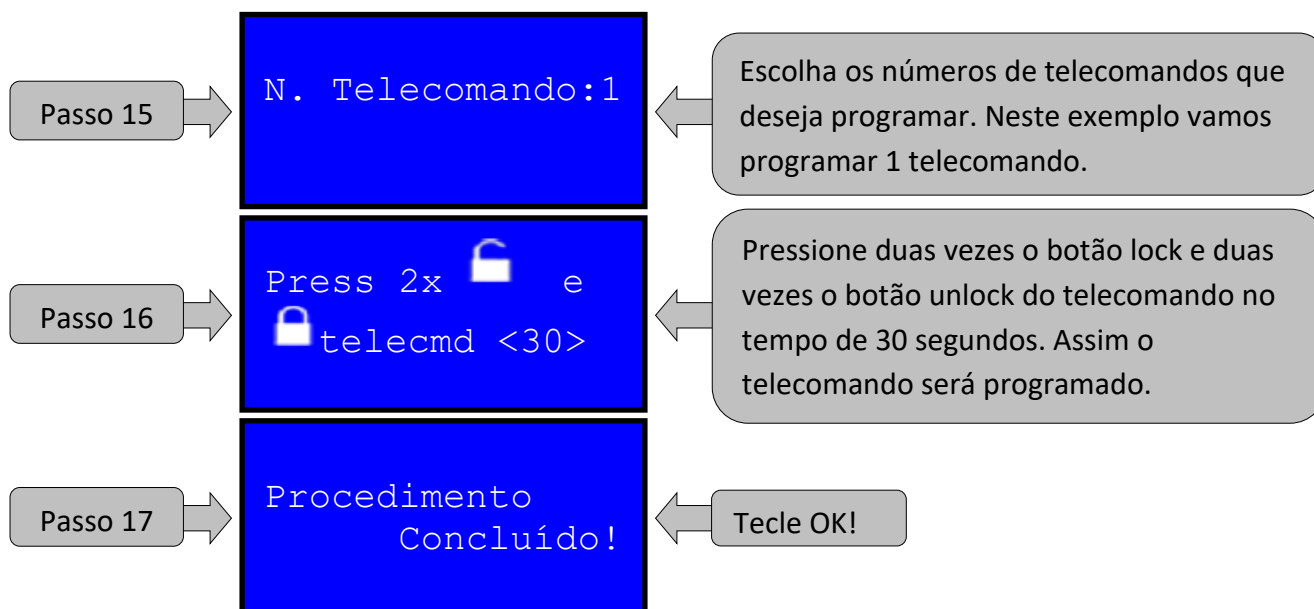 Passo 15
N. Telecomando:1
Escolha os números de telecomandos que
deseja programar. Neste exemplo vamos
programar 1 telecomando.
Passo 16
Press 2x e
telecmd <30>
Pressione duas vezes o botão lock e duas
vezes o botão unlock do telecomando no
tempo de 30 segundos. Assim o
telecomando será programado.
Passo 17
Procedimento
Concluído!
Tecle OK!